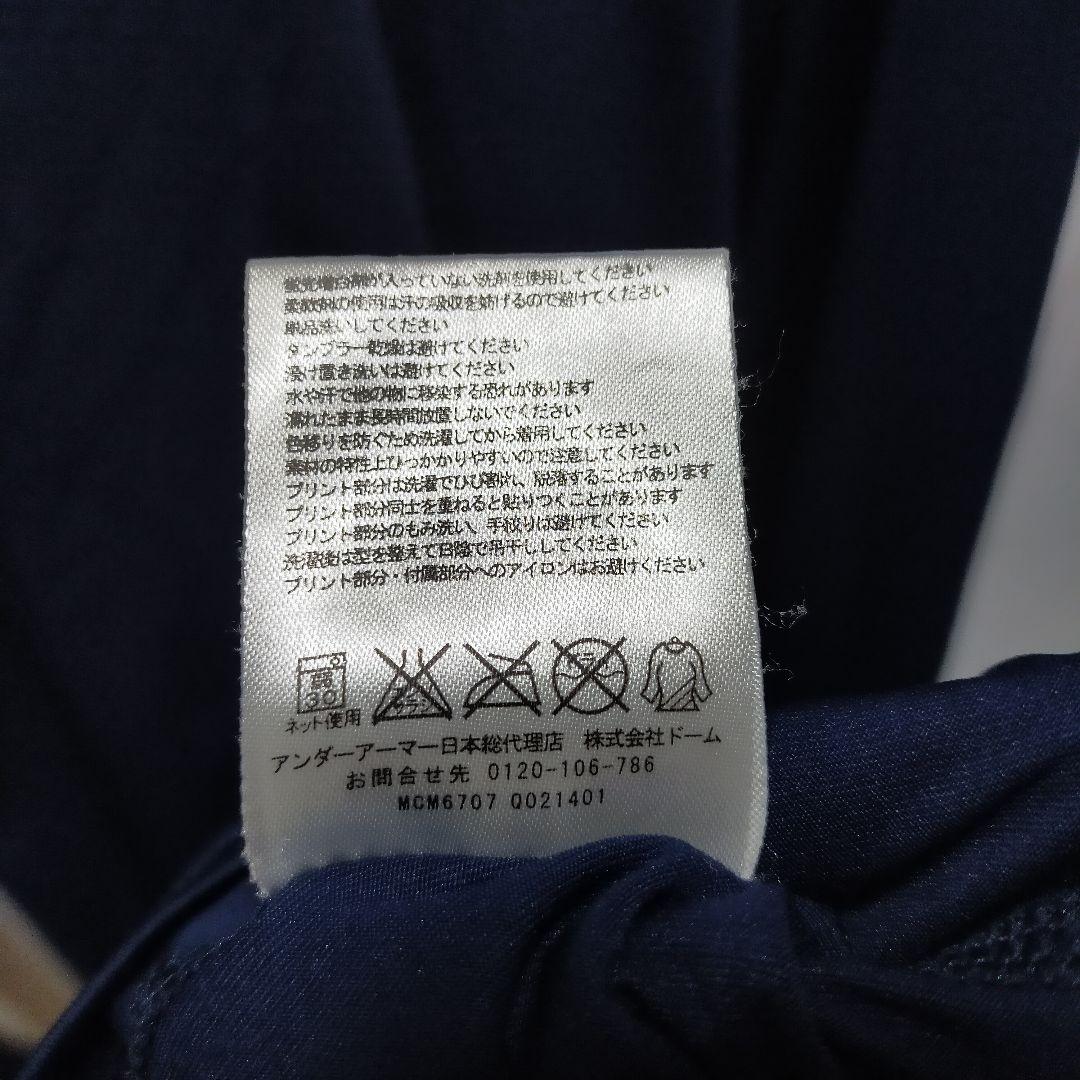 蛍光増白剤が入っていない洗剤を使用してください
柔軟剤の使用は汗の吸収を妨げるので避けてください
単品洗いしてください
タンブラー乾燥は避けてください
浸け置き洗いは避けてください
水や汗で他の物に移染する恐れがあります
濡れたまま長時間放置しないでください
色移りを防ぐため洗濯してから着用してください
素材の特性上ひっかかりやすいので注意してください
プリント部分は洗濯でひび割れ、脱落することがあります
プリント部分同士を重ねると貼りつくことがあります
プリント部分のもみ洗い、手絞りは避けてください
洗濯後は型を整えて日陰で吊干ししてください
プリント部分・付属部分へのアイロンはお避けください
弱 30
エンソ サラシ
ドライ
ネット使用
アンダーアーマー日本総代理店 株式会社ドーム
お問合せ先 0120-106-786
MCM6707 Q021401